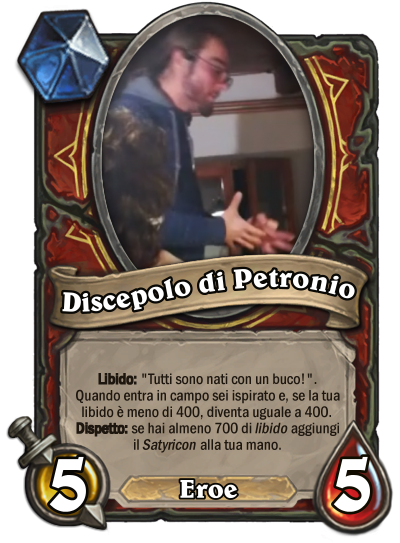 Discepolo di Petronio
Libido: "Tutti sono nati con un buco!".
Quando entra in campo sei ispirato e, se la tua
libido è meno di 400, diventa uguale a 400.
Dispetto: se hai almeno 700 di libido aggiungi
il Satyricon alla tua mano.
5
Eroe
5